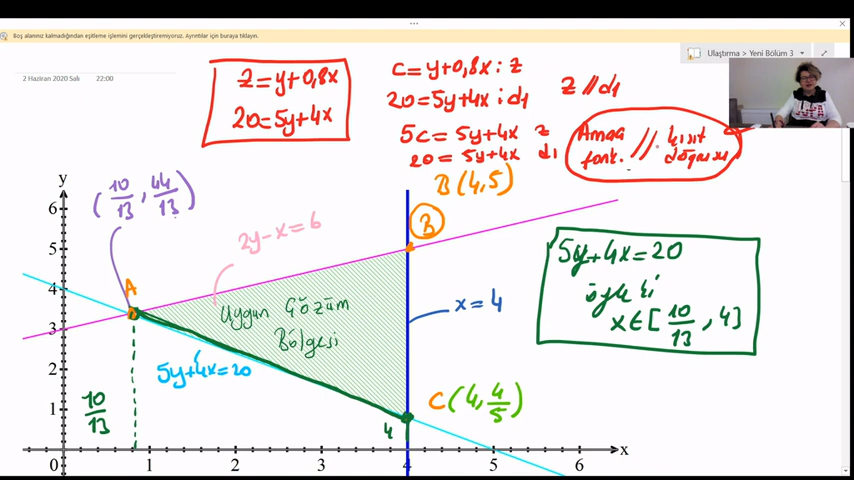 Boş alanınız kalmadığından eşitleme işlemini gerçekleştiremiyoruz. Ayrıntılar için buraya tıklayın.
Ulaştırma > Yeni Bölüm 3
2 Haziran 2020 Salı 22:00
z=y+0,8x
20=5y+4x
c=y+0,8x : z
20=5y+4x : d1
z // d1
5c=5y+4x z
20=5y+4x d1
Amaç // kısıt
fonk. doğrusu
(10/13, 44/13)
B(4,5)
B
2y-x=6
A
Uygun Çözüm
Bölgesi
x=4
5y+4x=20
öyle ki
x∈[10/13, 4]
5y+4x=20
C(4, 4/5)
10/13
4
y
6
5
4
3
2
1
0 1 2 3 4 5 6
x